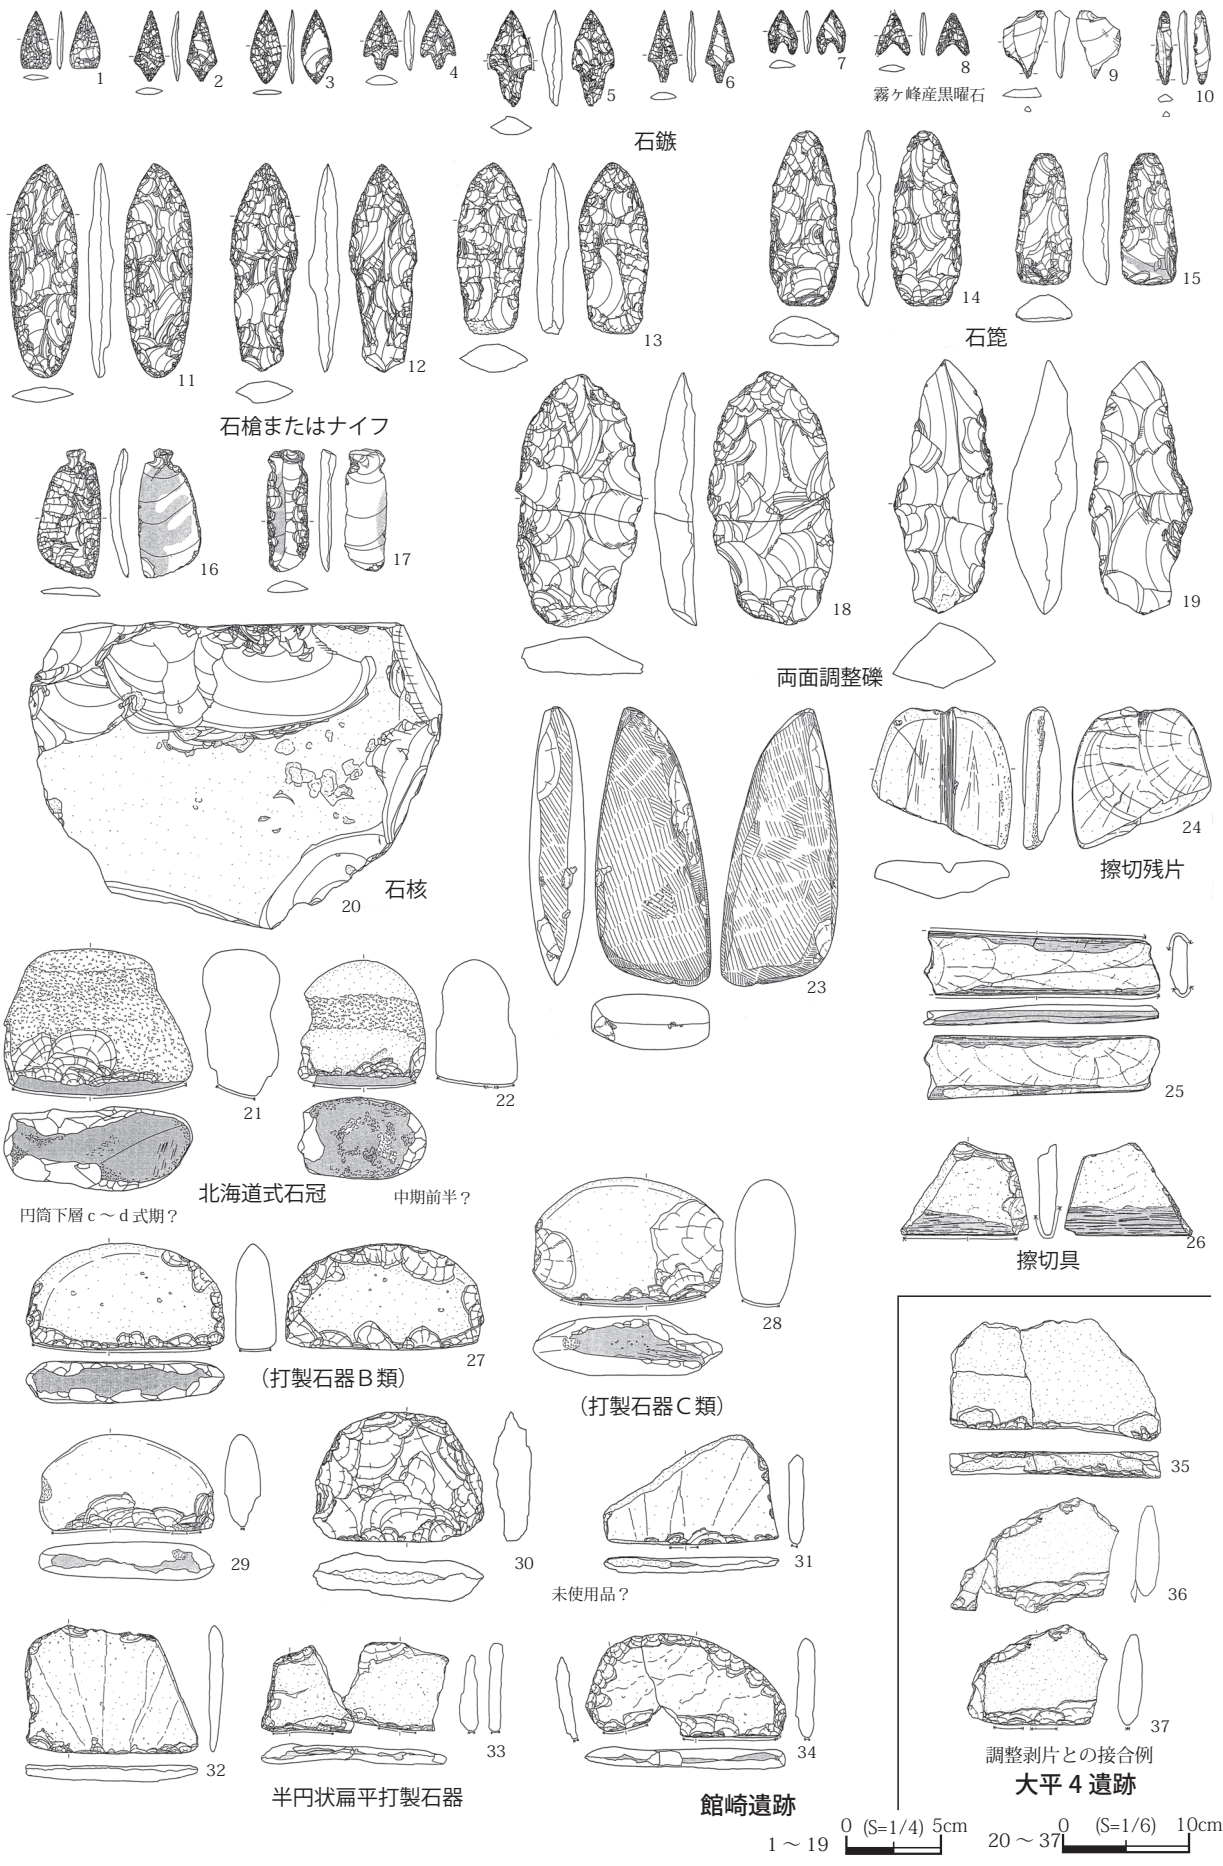 1
2
3
4
5
6
7
8
9
10
霧ヶ峰産黒曜石
石鏃
11
12
13
14
15
石箆
石槍またはナイフ
16
17
18
19
両面調整礫
20
石核
23
24
擦切残片
21
22
25
北海道式石冠
中期前半？
円筒下層 c ～ d 式期？
26
擦切具
27
(打製石器Ｂ類)
28
(打製石器Ｃ類)
29
30
31
未使用品？
32
33
34
半円状扁平打製石器
館崎遺跡
35
36
37
調整剥片との接合例
大平 4 遺跡
1 ～ 19 0 (S=1/4) 5cm
20 ～ 37 0 (S=1/6) 10cm